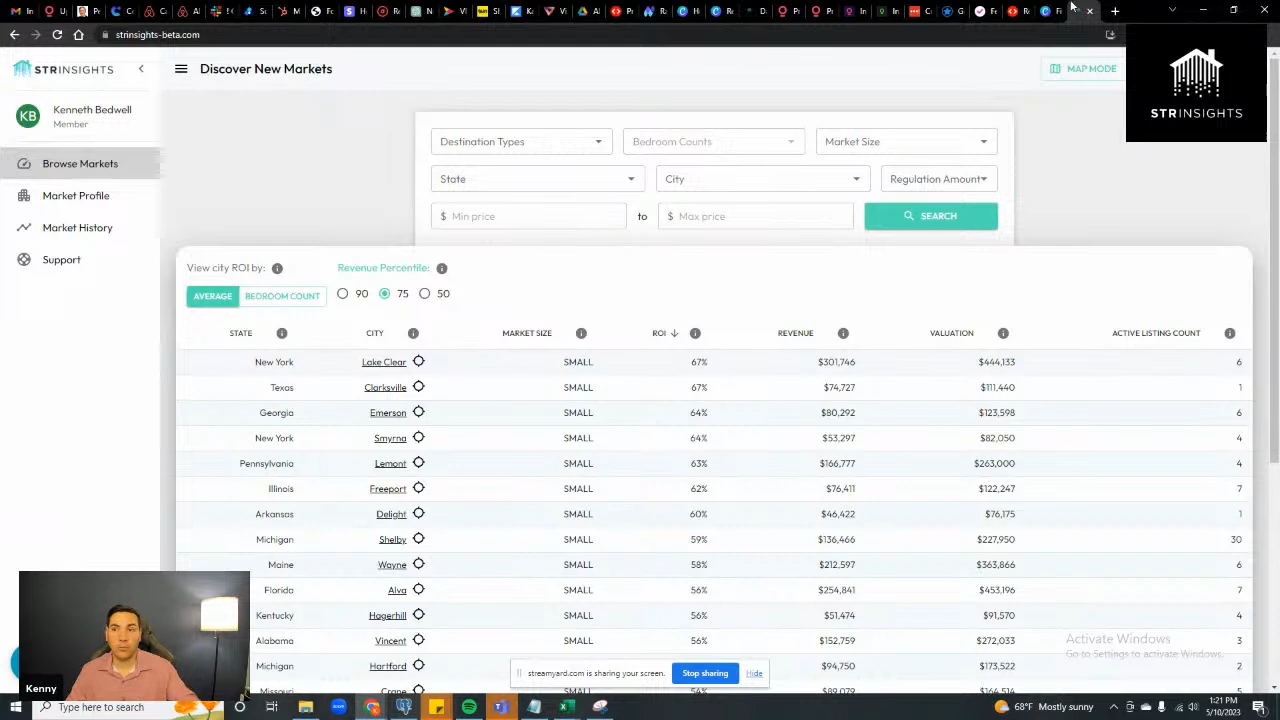 strinsights-beta.com
STRINSIGHTS
Discover New Markets
MAP MODE
STRINSIGHTS
KB
Kenneth Bedwell
Member
Browse Markets
Market Profile
Market History
Support
Destination Types
Bedroom Counts
Market Size
State
City
Regulation Amount
$ Min price
to
$ Max price
SEARCH
View city ROI by:
Revenue Percentile:
AVERAGE
BEDROOM COUNT
90
75
50
STATE CITY MARKET SIZE ROI REVENUE VALUATION ACTIVE LISTING COUNT
New York Lake Clear SMALL 67% $301,746 $444,133 6
Texas Clarksville SMALL 67% $74,727 $111,440 1
Georgia Emerson SMALL 64% $80,292 $123,598 6
New York Smyrna SMALL 64% $53,297 $82,050 4
Pennsylvania Lemont SMALL 63% $166,777 $263,000 4
Illinois Freeport SMALL 62% $76,411 $122,247 7
Arkansas Delight SMALL 60% $46,422 $76,175 1
Michigan Shelby SMALL 59% $136,466 $227,950 30
Maine Wayne SMALL 58% $212,597 $363,866 6
Florida Alva SMALL 56% $254,841 $453,196 7
Kentucky Hagerhill SMALL 56% $51,474 $91,570 4
Alabama Vincent SMALL 56% $152,759 $272,033 3
Michigan Hartford $94,750 $173,522 2
Missouri Crane $89,079 $164,514 5
Activate Windows
Go to Settings to activate Windows.
streamyard.com is sharing your screen.
Stop sharing
Hide
Kenny
Type here to search
zoom
68°F Mostly sunny
1:21 PM
5/10/2023